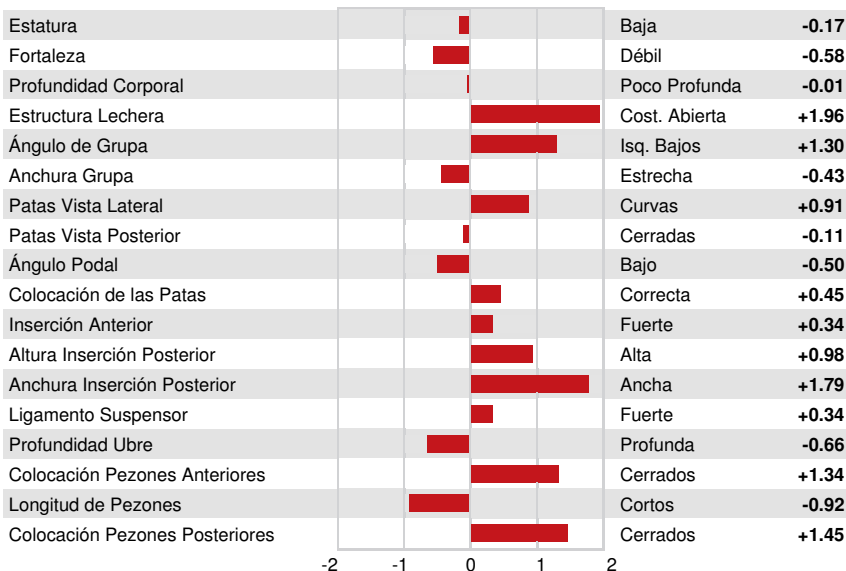 Estatura Baja -0.17
Fortaleza Débil -0.58
Profundidad Corporal Poco Profunda -0.01
Estructura Lechera Cost. Abierta +1.96
Ángulo de Grupa Isq. Bajos +1.30
Anchura Grupa Estrecha -0.43
Patas Vista Lateral Curvas +0.91
Patas Vista Posterior Cerradas -0.11
Ángulo Podal Bajo -0.50
Colocación de las Patas Correcta +0.45
Inserción Anterior Fuerte +0.34
Altura Inserción Posterior Alta +0.98
Anchura Inserción Posterior Ancha +1.79
Ligamento Suspensor Fuerte +0.34
Profundidad Ubre Profunda -0.66
Colocación Pezones Anteriores Cerrados +1.34
Longitud de Pezones Cortos -0.92
Colocación Pezones Posteriores Cerrados +1.45
-2 -1 0 1 2